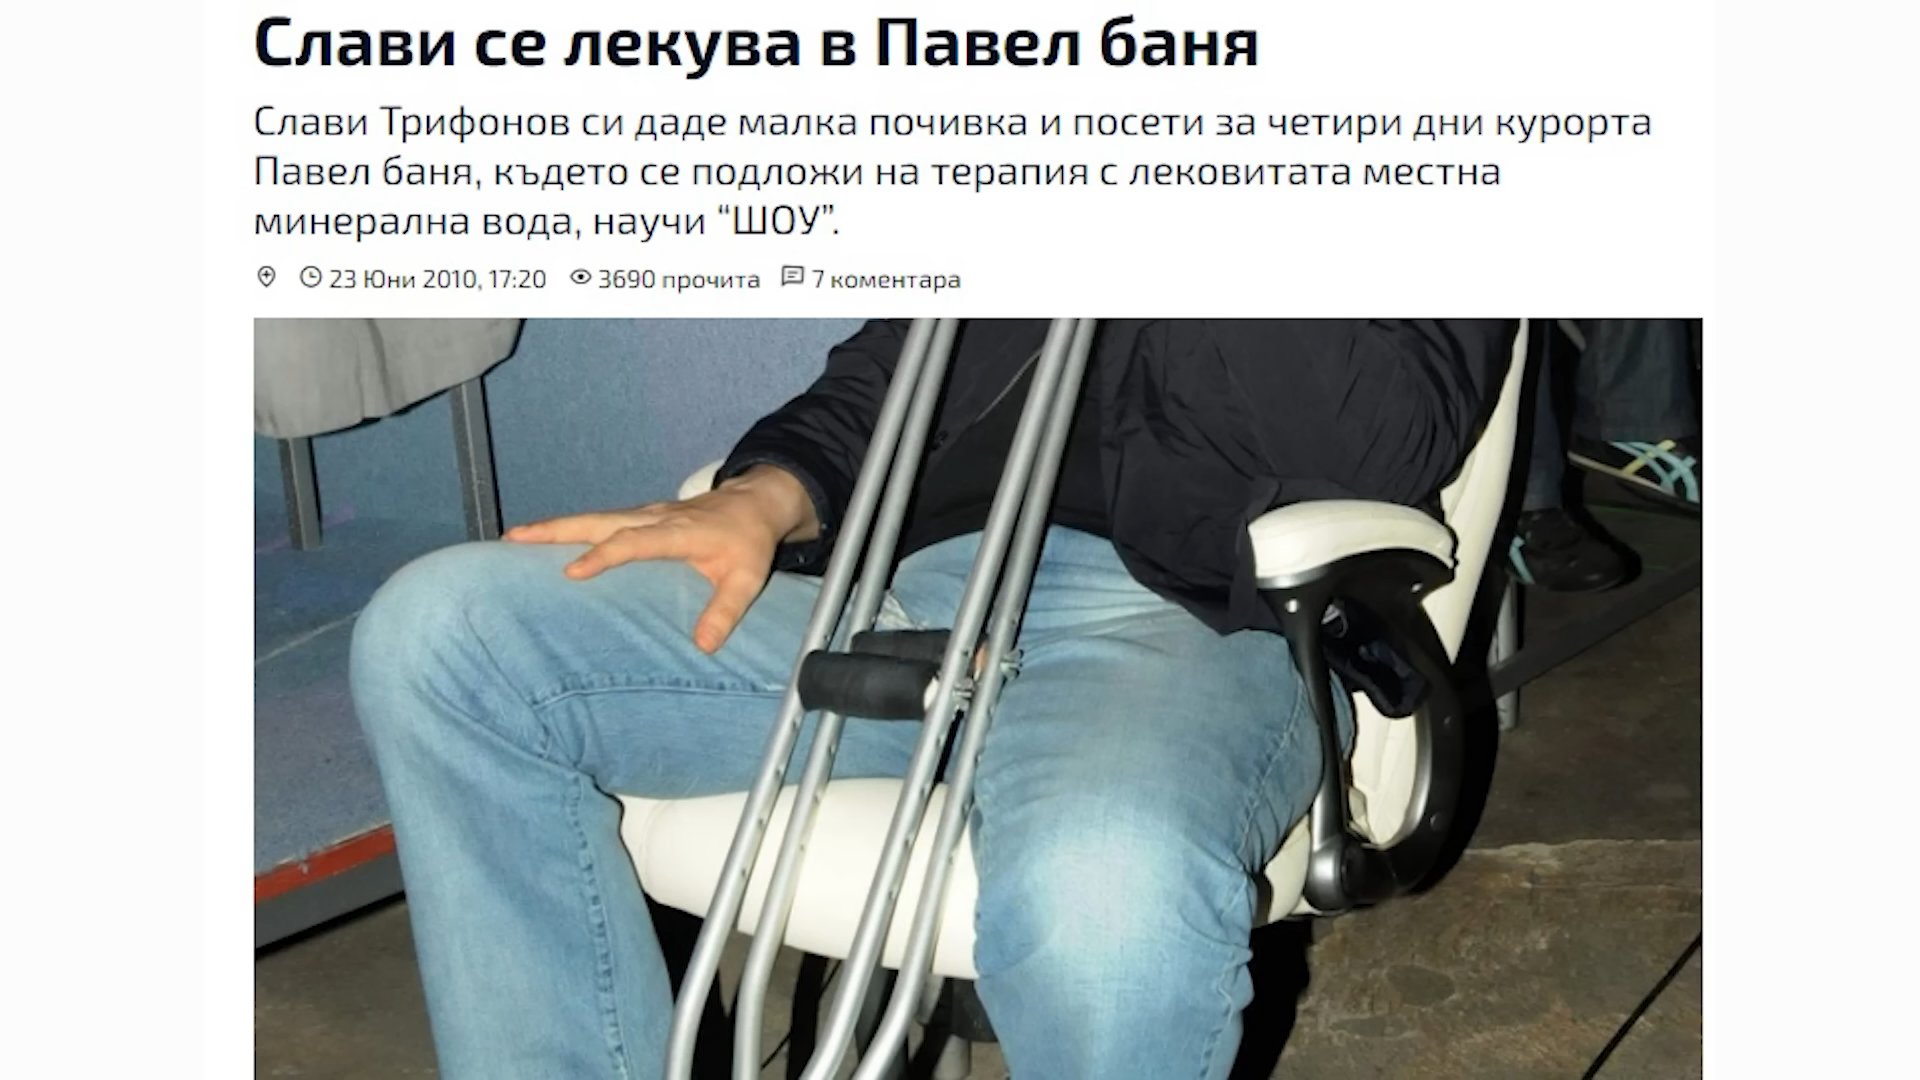 Слави се лекува в Павел баня
Слави Трифонов си даде малка почивка и посети за четири дни курорта
Павел баня, където се подложи на терапия с лековитата местна
минерална вода, научи “ШОУ”.
23 Юни 2010, 17:20 3690 прочита 7 коментара